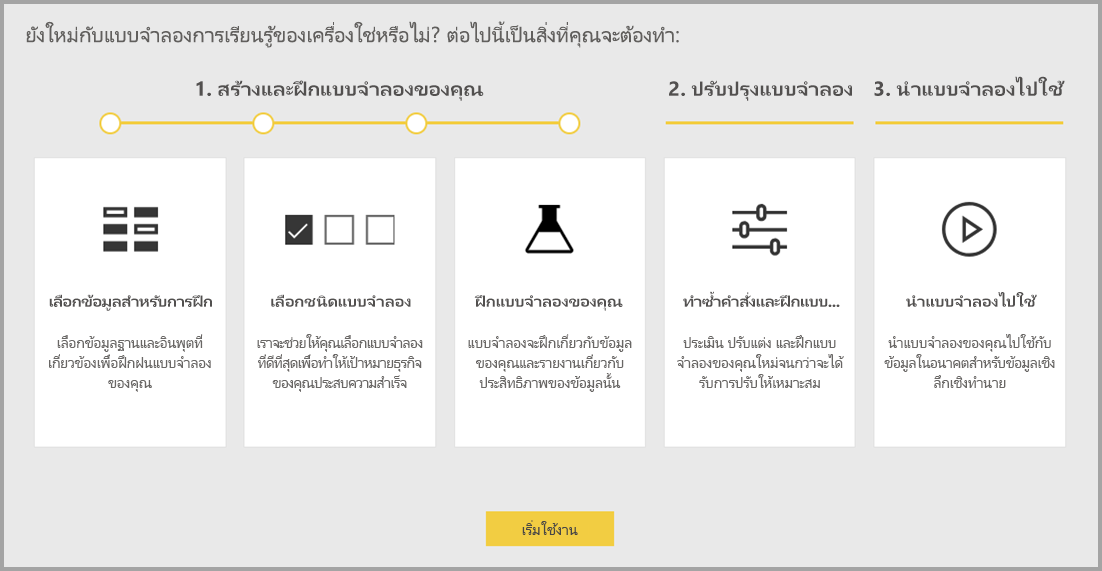 ยังใหม่กับแบบจำลองการเรียนรู้ของเครื่องใช่หรือไม่? ต่อไปนี้เป็นสิ่งที่คุณจะต้องทำ:
1. สร้างและฝึกแบบจำลองของคุณ
2. ปรับปรุงแบบจำลอง
3. นำแบบจำลองไปใช้
เลือกข้อมูลสำหรับการฝึก
เลือกข้อมูลฐานและอินพุตที่
เกี่ยวข้องเพื่อฝึกฝนแบบจำลอง
ของคุณ
เลือกชนิดแบบจำลอง
เราจะช่วยให้คุณเลือกแบบจำลอง
ที่ดีที่สุดเพื่อทำให้เป้าหมายธุรกิจ
ของคุณประสบความสำเร็จ
ฝึกแบบจำลองของคุณ
แบบจำลองจะฝึกเกี่ยวกับข้อมูล
ของคุณและรายงานเกี่ยวกับ
ประสิทธิภาพของข้อมูลนั้น
ทำซ้ำคำสั่งและฝึกแบบ...
ประเมิน ปรับแต่ง และฝึกแบบ
จำลองของคุณใหม่จนกว่าจะได้
รับการปรับให้เหมาะสม
นำแบบจำลองไปใช้
นำแบบจำลองของคุณไปใช้กับ
ข้อมูลในอนาคตสำหรับข้อมูลเชิง
ลึกเชิงทำนาย
เริ่มใช้งาน